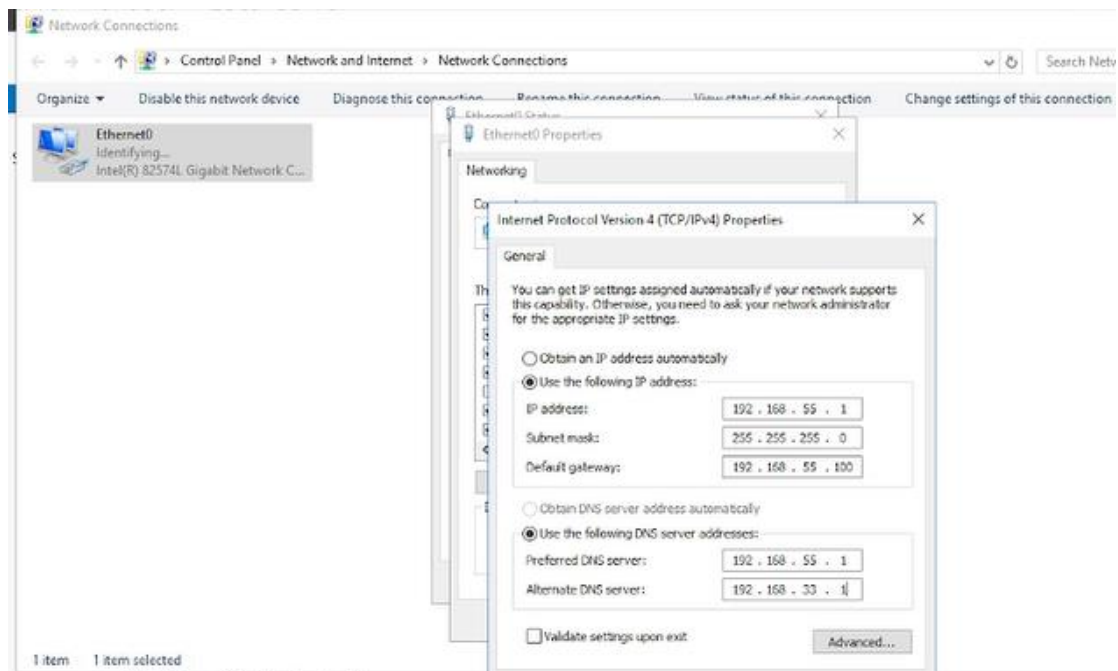 Network Connections
Control Panel > Network and Internet > Network Connections
Search Netw
Organize
Disable this network device
Diagnose this connection
Rename this connection
View status of this connection
Change settings of this connection
Ethernet0
Identifying...
Intel(R) 82574L Gigabit Network C...
Ethernet0 Status
Ethernet0 Properties
Networking
Co
Th
Internet Protocol Version 4 (TCP/IPv4) Properties
General
You can get IP settings assigned automatically if your network supports
this capability. Otherwise, you need to ask your network administrator
for the appropriate IP settings.
Obtain an IP address automatically
Use the following IP address:
IP address: 192 . 168 . 55 . 1
Subnet mask: 255 . 255 . 255 . 0
Default gateway: 192 . 168 . 55 . 100
Obtain DNS server address automatically
Use the following DNS server addresses:
Preferred DNS server: 192 . 168 . 55 . 1
Alternate DNS server: 192 . 168 . 33 . 1
Validate settings upon exit
Advanced...
1 item 1 item selected